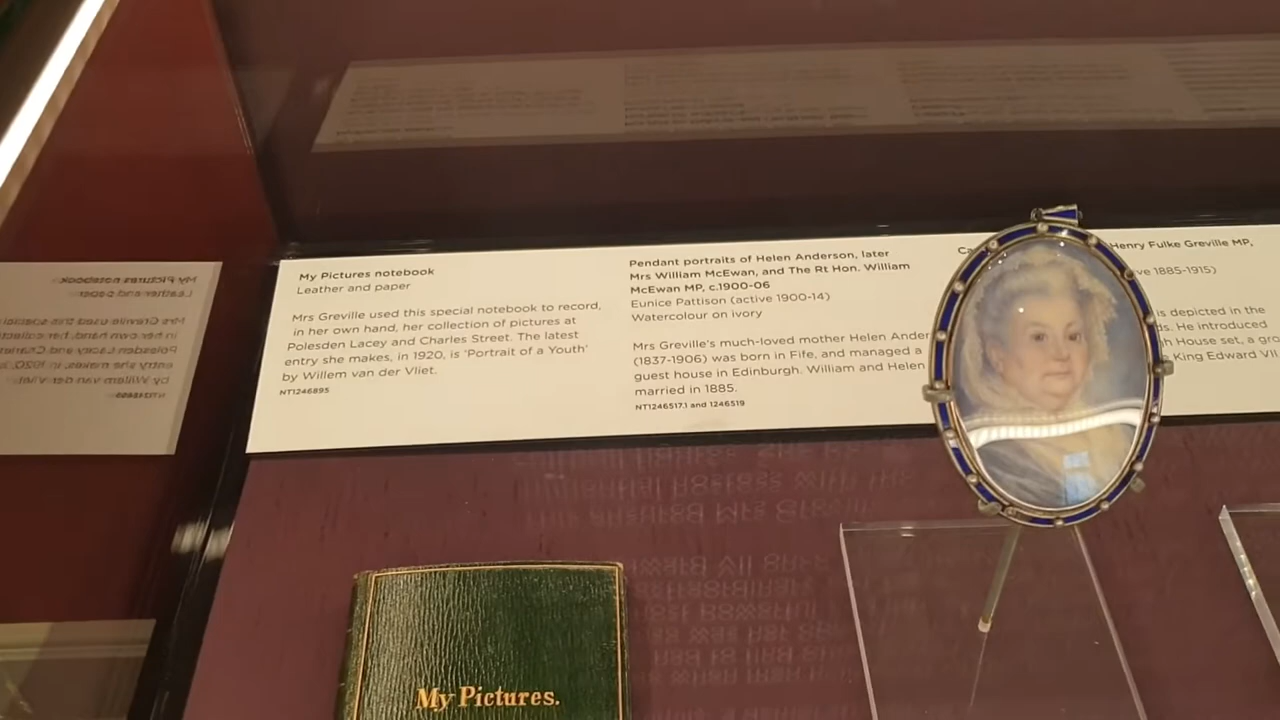 My Pictures notebook
Leather and paper
Mrs Greville used this special notebook to record,
in her own hand, her collection of pictures at
Polesden Lacey and Charles Street. The latest
entry she makes, in 1920, is 'Portrait of a Youth'
by Willem van der Vliet.
NT1246895
Pendant portraits of Helen Anderson, later
Mrs William McEwan, and The Rt Hon. William
McEwan MP, c.1900-06
Eunice Pattison (active 1900-14)
Watercolour on ivory
Mrs Greville's much-loved mother Helen Ander
(1837-1906) was born in Fife, and managed a
guest house in Edinburgh. William and Helen
married in 1885.
NT1246517.1 and 1246519
Henry Fulke Greville MP,
1885-1915)
is depicted in the
He introduced
House set, a gro
King Edward VII
My Pictures.